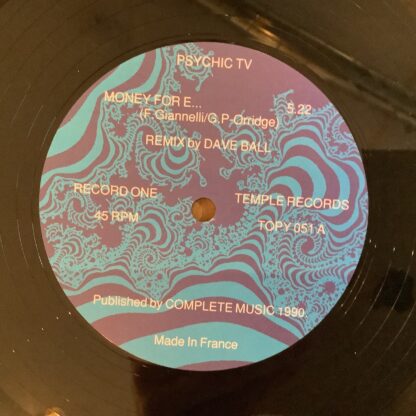 PSYCHIC TV
MONEY FOR E... 5.22
(F.Giannelli/G.P-Orridge)
REMIX by DAVE BALL
RECORD ONE TEMPLE RECORDS
45 RPM TOPY 051 A
Published by COMPLETE MUSIC 1990.
Made In France